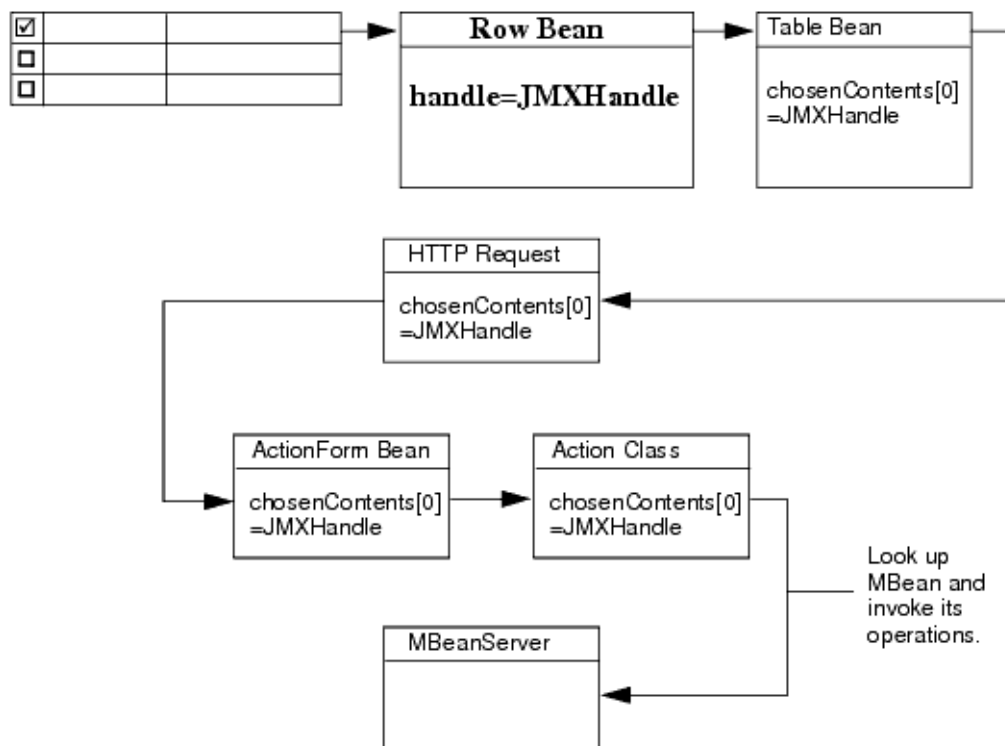 Row Bean
handle=JMXHandle
Table Bean
chosenContents[0]
=JMXHandle
HTTP Request
chosenContents[0]
=JMXHandle
ActionForm Bean
chosenContents[0]
=JMXHandle
Action Class
chosenContents[0]
=JMXHandle
Look up
MBean and
invoke its
operations.
MBeanServer